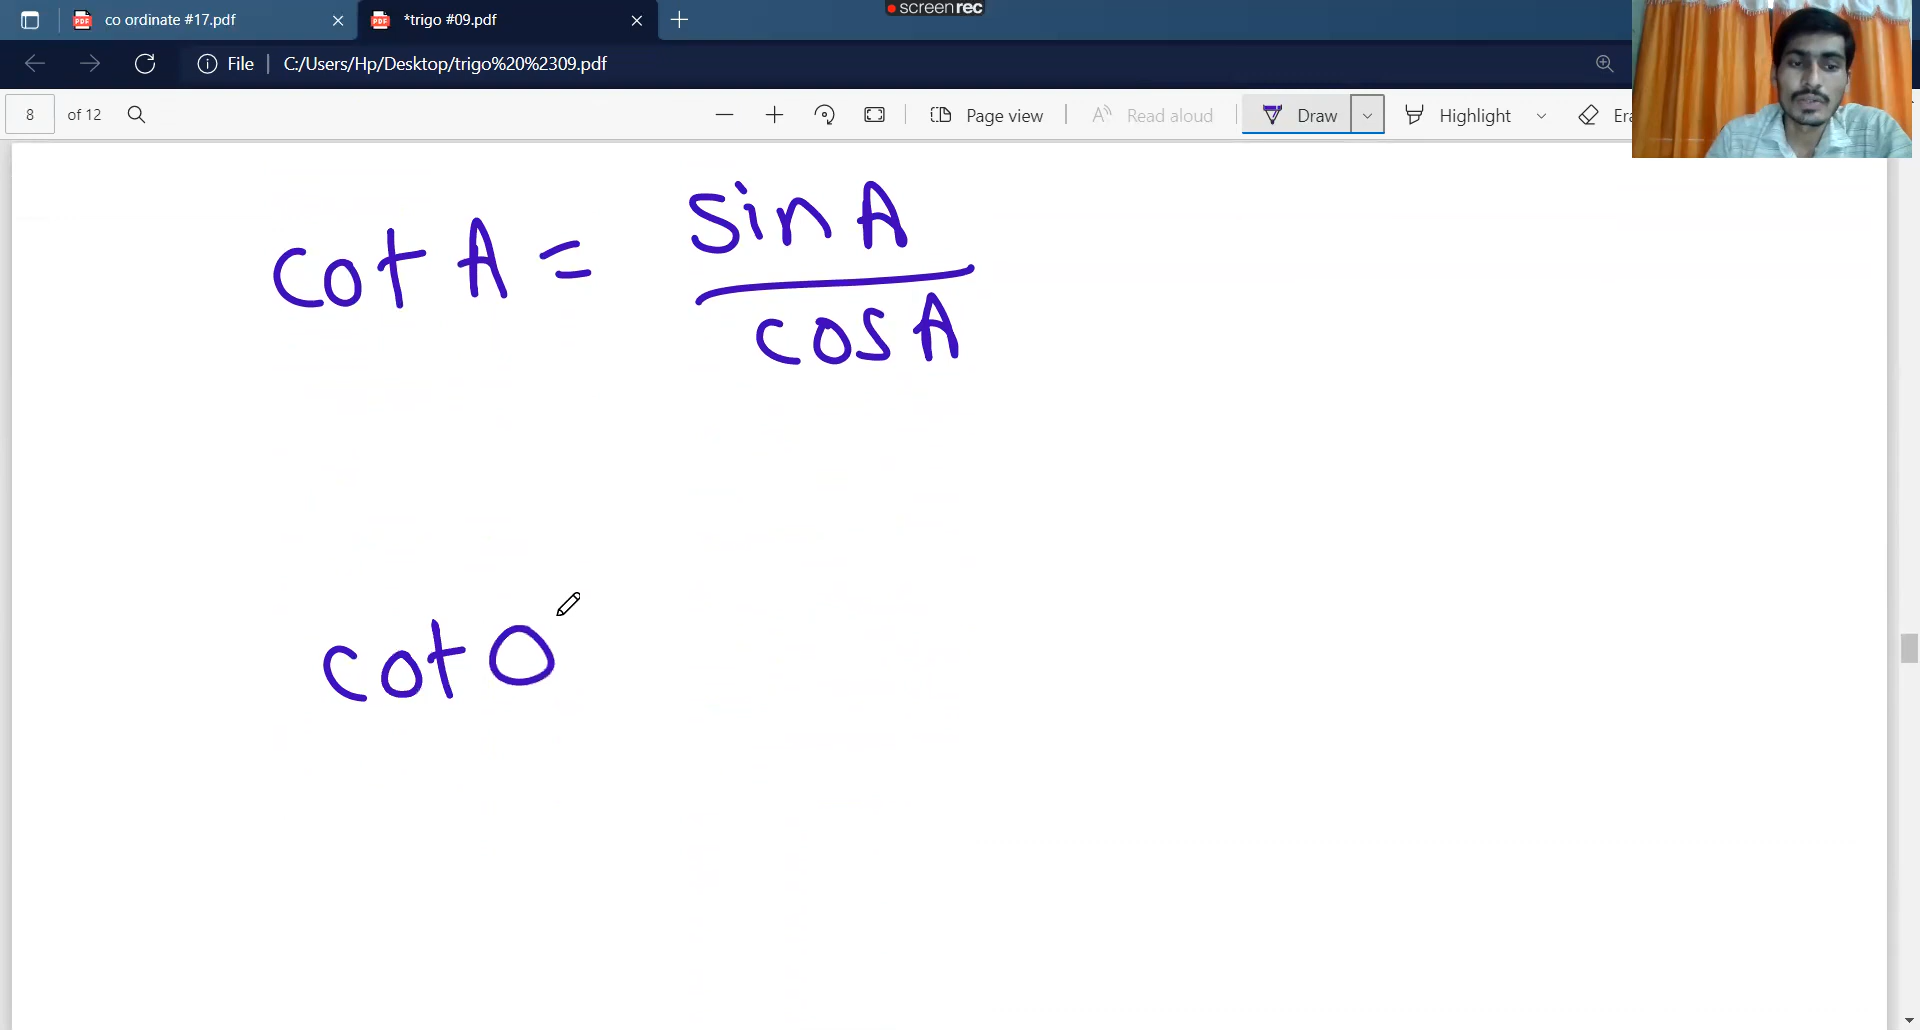 co ordinate #17.pdf
*trigo #09.pdf
screenrec
File
C:/Users/Hp/Desktop/trigo%20%2309.pdf
8 of 12
Page view
Read aloud
Draw
Highlight
cot A = sin A
cos A
cot 0